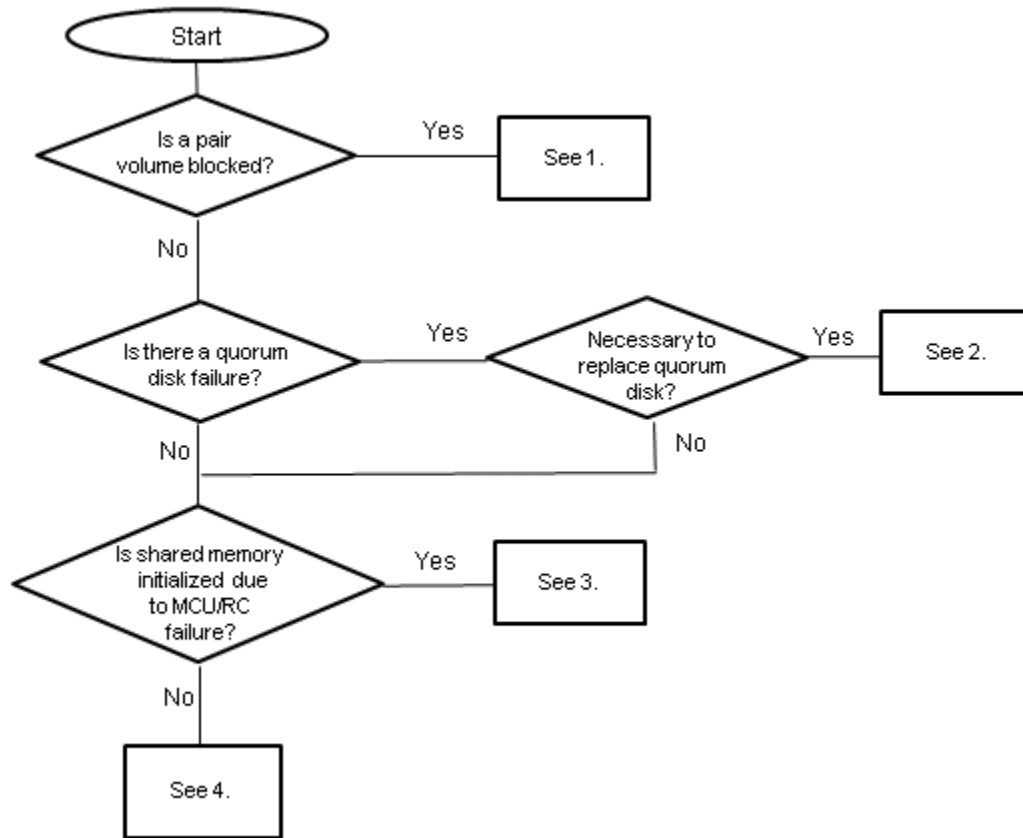 Start
Is a pair
volume blocked?
Yes
See 1.
No
Is there a quorum
disk failure?
Yes
Necessary to
replace quorum
disk?
Yes
See 2.
No
No
Is shared memory
initialized due
to MCU/RC
failure?
Yes
See 3.
No
See 4.